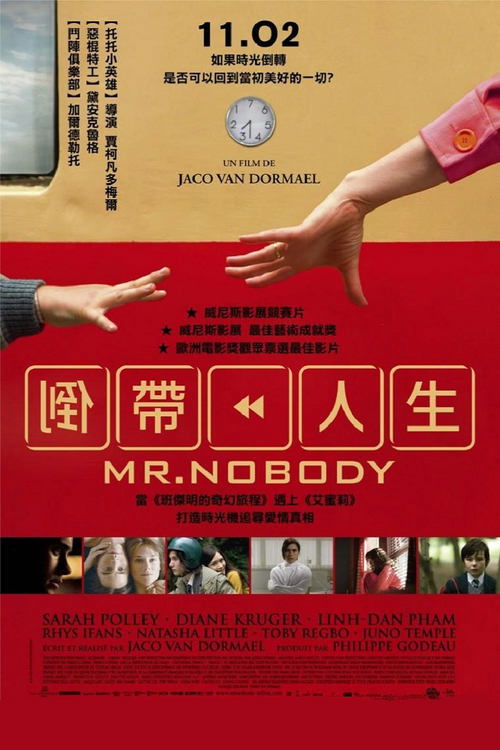 【托托小英雄】導演 賈柯凡多梅爾
【惡棍特工】黛安克魯格
【鬥陣俱樂部】加爾德勒托
11.02
如果時光倒轉
是否可以回到當初美好的一切?
UN FILM DE
JACO VAN DORMAEL
★ 威尼斯影展競賽片
★ 威尼斯影展 最佳藝術成就獎
★ 歐洲電影獎觀眾票選最佳影片
倒帶◀◀人生
MR.NOBODY
當《班傑明的奇幻旅程》遇上《艾蜜莉》
打造時光機追尋愛情真相
SARAH POLLEY · DIANE KRUGER · LINH-DAN PHAM
RHYS IFANS · NATASHA LITTLE · TOBY REGBO · JUNO TEMPLE
ECRIT ET RÉALISÉ PAR JACO VAN DORMAEL PRODUIT PAR PHILIPPE GODEAU